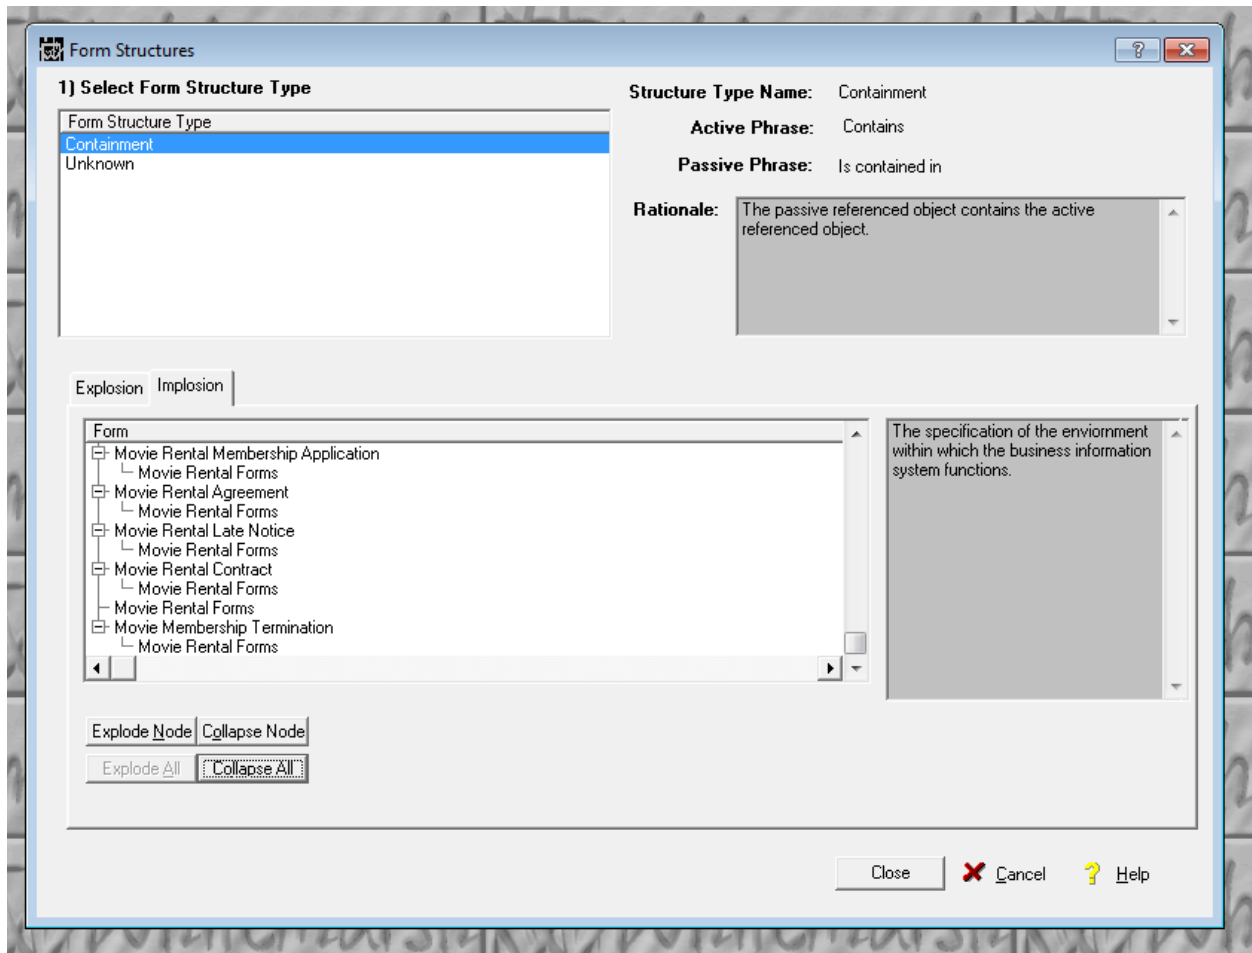 Form Structures
1) Select Form Structure Type
Form Structure Type
Containment
Unknown
Structure Type Name: Containment
Active Phrase: Contains
Passive Phrase: Is contained in
Rationale: The passive referenced object contains the active
referenced object.
Explosion Implosion
Form
Movie Rental Membership Application
Movie Rental Forms
Movie Rental Agreement
Movie Rental Forms
Movie Rental Late Notice
Movie Rental Forms
Movie Rental Contract
Movie Rental Forms
Movie Rental Forms
Movie Membership Termination
Movie Rental Forms
The specification of the enviornment
within which the business information
system functions.
Explode Node Collapse Node
Explode All Collapse All
Close Cancel Help